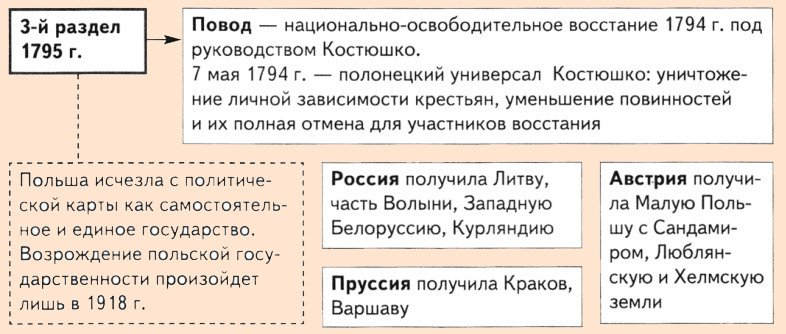 3-й раздел
1795 г.
Повод — национально-освободительное восстание 1794 г. под
руководством Костюшко.
7 мая 1794 г. — полонецкий универсал Костюшко: уничтоже-
ние личной зависимости крестьян, уменьшение повинностей
и их полная отмена для участников восстания
Польша исчезла с политиче-
ской карты как самостоятель-
ное и единое государство.
Возрождение польской госу-
дарственности произойдет
лишь в 1918 г.
Россия получила Литву,
часть Волыни, Западную
Белоруссию, Курляндию
Пруссия получила Краков,
Варшаву
Австрия получи-
ла Малую Поль-
шу с Сандами-
ром, Люблян-
скую и Хелмскую
земли